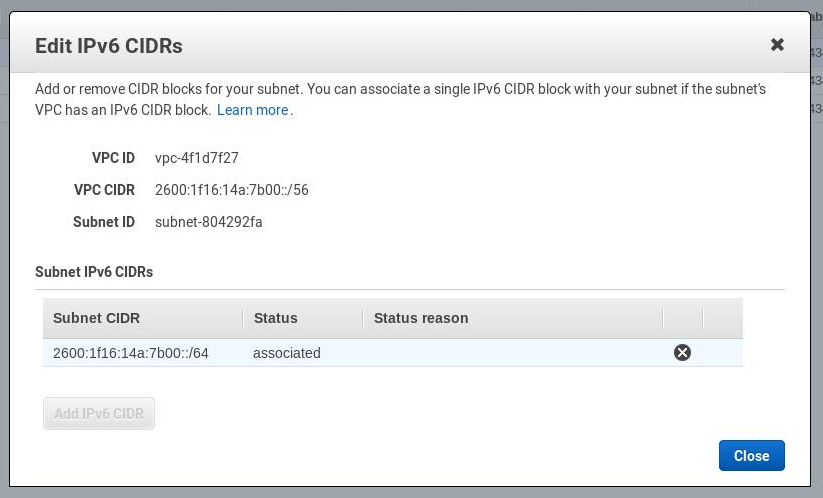 Edit IPv6 CIDRs
Add or remove CIDR blocks for your subnet. You can associate a single IPv6 CIDR block with your subnet if the subnet's
VPC has an IPv6 CIDR block. Learn more.
VPC ID vpc-4f1d7f27
VPC CIDR 2600:1f16:14a:7b00::/56
Subnet ID subnet-804292fa
Subnet IPv6 CIDRs
Subnet CIDR Status Status reason
2600:1f16:14a:7b00::/64 associated
Add IPv6 CIDR
Close